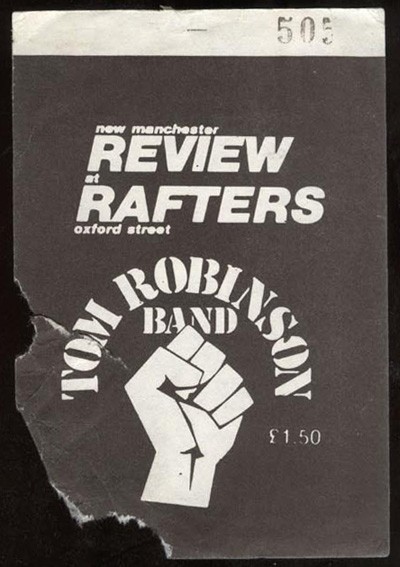 505
new manchester
REVIEW
at
RAFTERS
oxford street
TOM ROBINSON
BAND
£1.50